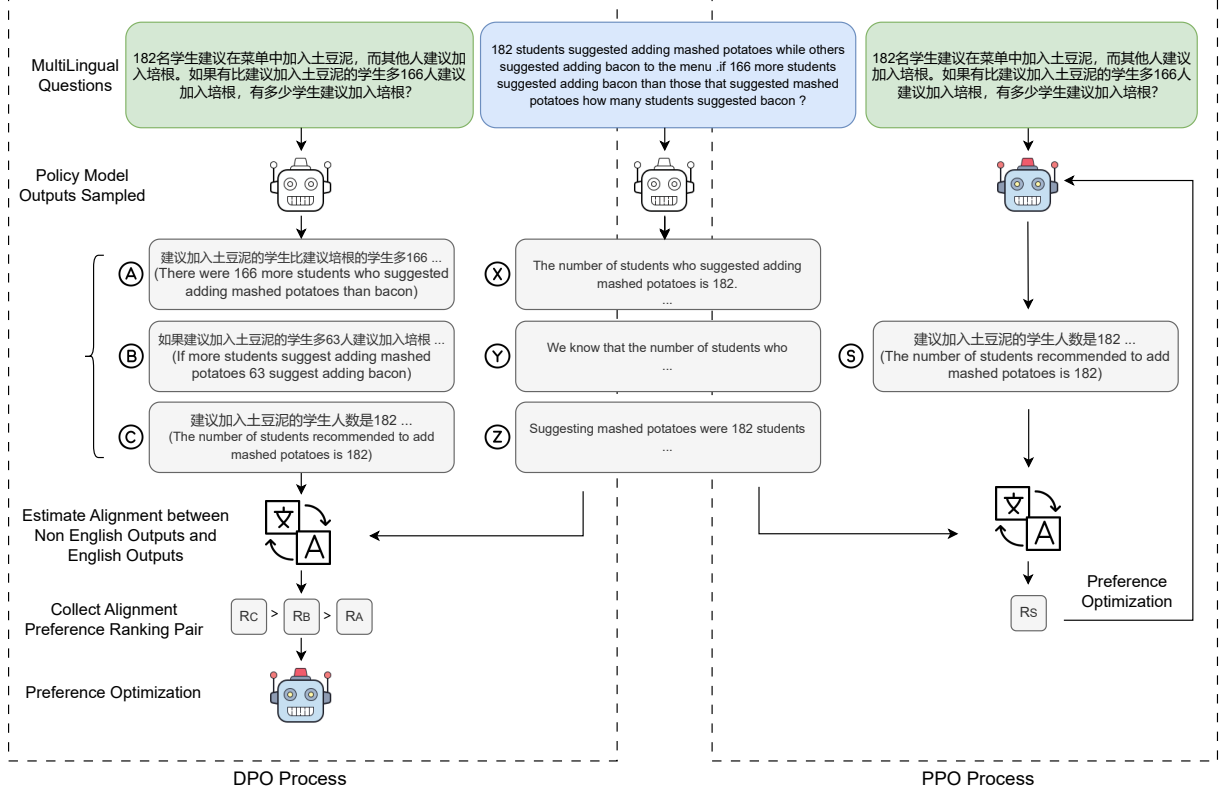 MultiLingual
Questions
182名学生建议在菜单中加入土豆泥，而其他人建议加
入培根。如果有比建议加入土豆泥的学生多166人建议
加入培根，有多少学生建议加入培根？
182 students suggested adding mashed potatoes while others
suggested adding bacon to the menu .if 166 more students
suggested adding bacon than those that suggested mashed
potatoes how many students suggested bacon ?
182名学生建议在菜单中加入土豆泥，而其他人建议
加入培根。如果有比建议加入土豆泥的学生多166人
建议加入培根，有多少学生建议加入培根？
Policy Model
Outputs Sampled
A
建议加入土豆泥的学生比建议培根的学生多166 ...
(There were 166 more students who suggested
adding mashed potatoes than bacon)
B
如果建议加入土豆泥的学生多63人建议加入培根 ...
(If more students suggest adding mashed
potatoes 63 suggest adding bacon)
C
建议加入土豆泥的学生人数是182 ...
(The number of students recommended to add
mashed potatoes is 182)
X
The number of students who suggested adding
mashed potatoes is 182.
...
Y
We know that the number of students who
...
Z
Suggesting mashed potatoes were 182 students
...
S
建议加入土豆泥的学生人数是182 ...
(The number of students recommended to add
mashed potatoes is 182)
Estimate Alignment between
Non English Outputs and
English Outputs
文
A
文
A
Collect Alignment
Preference Ranking Pair
RC > RB > RA
RS
Preference
Optimization
Preference Optimization
DPO Process
PPO Process